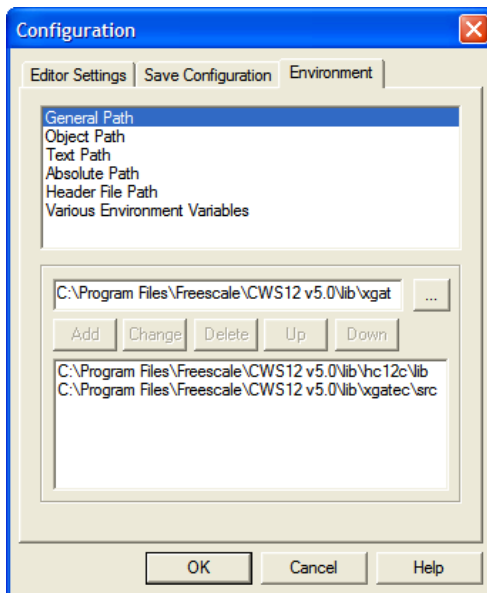 Configuration
Editor Settings Save Configuration Environment
General Path
Object Path
Text Path
Absolute Path
Header File Path
Various Environment Variables
C:\Program Files\Freescale\CWS12 v5.0\lib\xgat ...
Add Change Delete Up Down
C:\Program Files\Freescale\CWS12 v5.0\lib\hc12c\lib
C:\Program Files\Freescale\CWS12 v5.0\lib\xgatec\src
OK Cancel Help